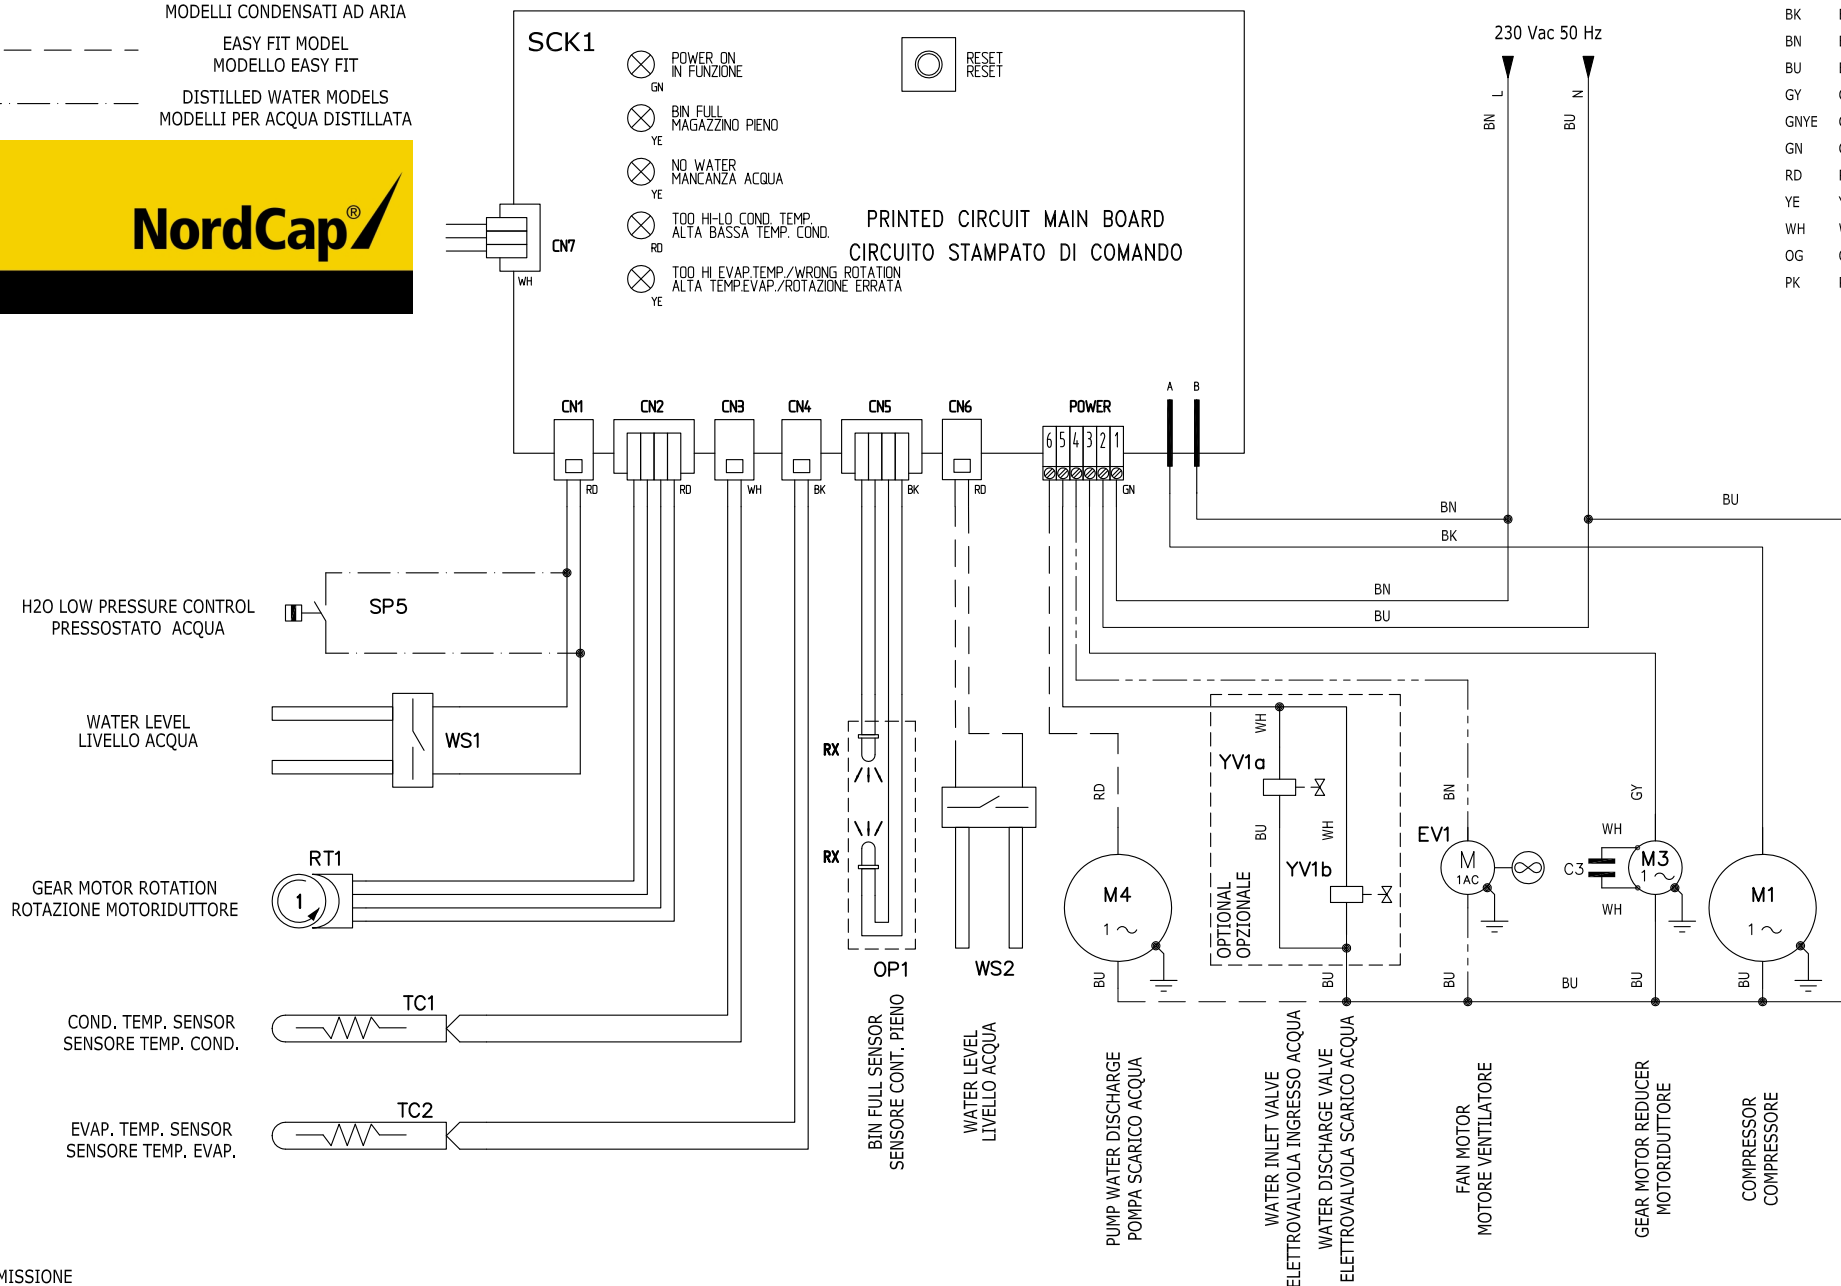 MODELLI CONDENSATI AD ARIA
EASY FIT MODEL
MODELLO EASY FIT
DISTILLED WATER MODELS
MODELLI PER ACQUA DISTILLATA
NordCap®
SCK1
POWER ON
IN FUNZIONE
GN
BIN FULL
MAGAZZINO PIENO
YE
NO WATER
MANCANZA ACQUA
YE
TOO HI-LO COND. TEMP.
ALTA BASSA TEMP. COND.
RD
TOO HI EVAP.TEMP./WRONG ROTATION
ALTA TEMP.EVAP./ROTAZIONE ERRATA
YE
RESET
RESET
PRINTED CIRCUIT MAIN BOARD
CIRCUITO STAMPATO DI COMANDO
CN7
WH
230 Vac 50 Hz
L
N
BN
BU
BK
BN
BU
GY
GNYE
GN
RD
YE
WH
OG
PK
CN1
CN2
CN3
CN4
CN5
CN6
POWER
A
B
6 5 4 3 2 1
RD
RD
WH
BK
BK
RD
GN
BN
BU
BK
BN
BU
H2O LOW PRESSURE CONTROL
PRESSOSTATO ACQUA
SP5
WATER LEVEL
LIVELLO ACQUA
WS1
GEAR MOTOR ROTATION
ROTAZIONE MOTORIDUTTORE
RT1
1
COND. TEMP. SENSOR
SENSORE TEMP. COND.
TC1
EVAP. TEMP. SENSOR
SENSORE TEMP. EVAP.
TC2
RX
RX
OP1
BIN FULL SENSOR
SENSORE CONT. PIENO
WS2
WATER LEVEL
LIVELLO ACQUA
RD
M4
1
BU
PUMP WATER DISCHARGE
POMPA SCARICO ACQUA
WH
YV1a
BU
WH
YV1b
OPTIONAL
OPZIONALE
BU
WATER INLET VALVE
ELETTROVALVOLA INGRESSO ACQUA
WATER DISCHARGE VALVE
ELETTROVALVOLA SCARICO ACQUA
BN
EV1
M
1AC
BU
FAN MOTOR
MOTORE VENTILATORE
BU
GY
WH
C3
WH
M3
1
BU
GEAR MOTOR REDUCER
MOTORIDUTTORE
M1
1
BU
COMPRESSOR
COMPRESSORE
MISSIONE